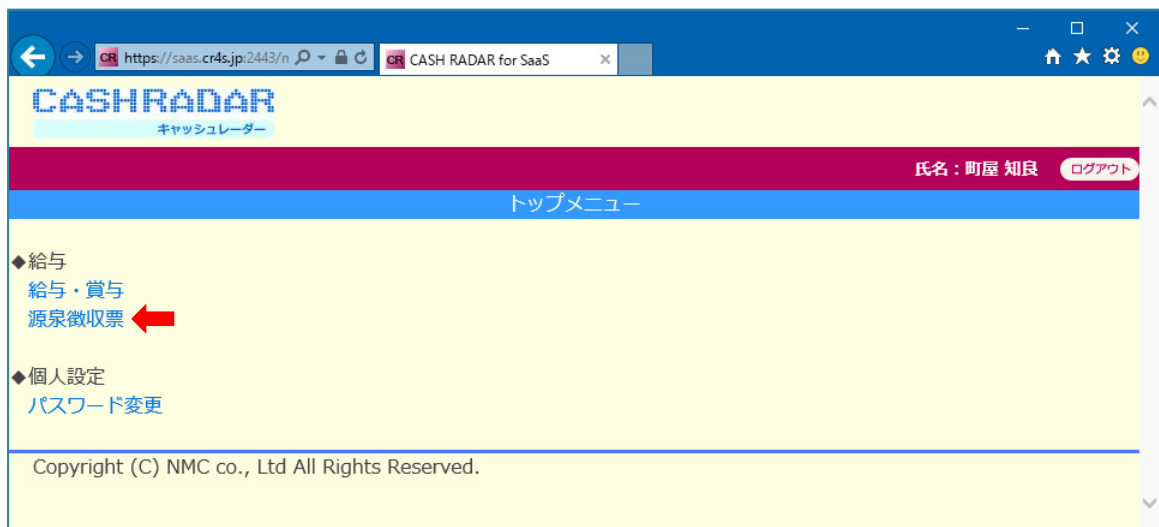 https://saas.cr4s.jp:2443/n
CR CASH RADAR for SaaS
CASHRADAR
キャッシュレーダー
氏名：町屋 知良 ログアウト
トップメニュー
◆給与
給与・賞与
源泉徴収票
◆個人設定
パスワード変更
Copyright (C) NMC co., Ltd All Rights Reserved.